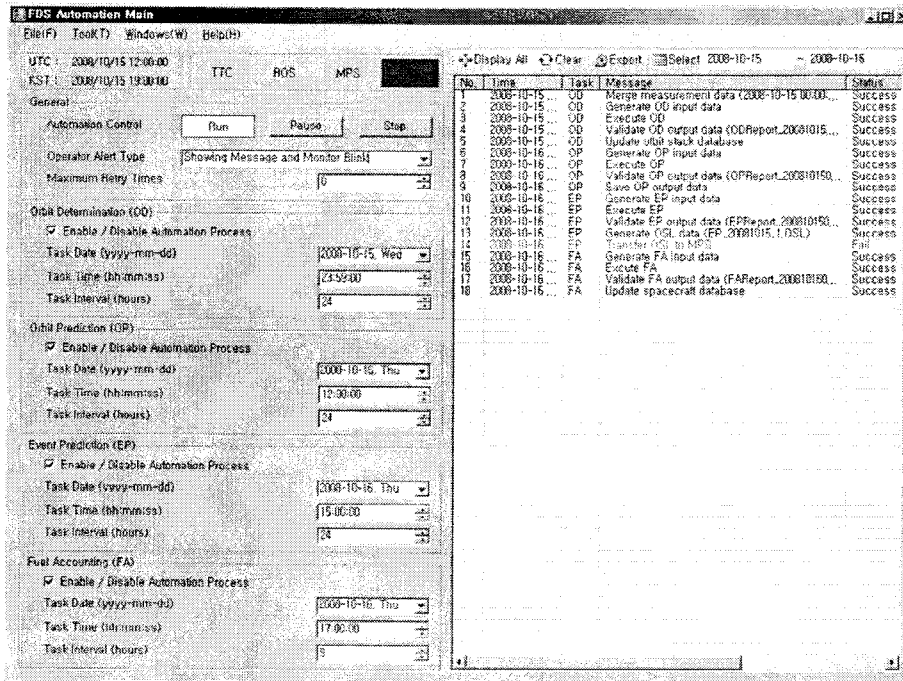 FDS Automation Main
File(F) Tool(T) Windows(W) Help(H)
UTC : 2008/10/15 12:00:00
KST : 2008/10/15 19:00:00
TTC ROS MPS
General
Automation Control Run Pause Stop
Operator Alert Type Showing Message and Monitor Blink
Maximum Retry Times
Orbit Determination (OD)
Enable / Disable Automation Process
Task Date (yyyy-mm-dd) 2008-10-15, Wed
Task Time (hh:mm:ss) 23:59:00
Task Interval (hours) 24
Orbit Prediction (OP)
Enable / Disable Automation Process
Task Date (yyyy-mm-dd) Thu
Task Time (hh:mm:ss)
Task Interval (hours) 24
Event Prediction (EP)
Enable / Disable Automation Process
Task Date (yyyy-mm-dd) 2008-10-16, Thu
Task Time (hh:mm:ss) 15:00:00
Task Interval (hours) 24
Fuel Accounting (FA)
Enable / Disable Automation Process
Task Date (yyyy-mm-dd) 2008-10-16, Thu
Task Time (hh:mm:ss) 17:00:00
Task Interval (hours)
Display All Clear Export Select 2008-10-15 ~ 2008-10-16
No. Time Task Message Status
1 2008-10-15 ... OD Merge measurement data (2008-10-15 00:00:... Success
2 2008-10-15 ... OD Generate OD input data Success
3 2008-10-15 ... OD Execute OD Success
4 2008-10-15 ... OD Validate OD output data (ODReport_20081015... Success
5 2008-10-15 ... OD Update orbit stack database Success
6 2008-10-16 ... OP Generate OP input data Success
7 2008-10-16 ... OP Execute OP Success
8 2008-10-16 ... OP Validate OP output data (OPReport_200810150... Success
9 2008-10-16 ... OP Save OP output data Success
10 2008-10-16 ... EP Generate EP input data Success
11 2008-10-16 ... EP Execute EP Success
12 2008-10-16 ... EP Validate EP output data (EPReport_200810150... Success
13 2008-10-16 ... EP Generate OSL data (EP_20081015_1.OSL) Success
14 2008-10-16 ... EP Transfer OSL to MPS Fail
15 2008-10-16 ... FA Generate FA input data Success
16 2008-10-16 ... FA Excute FA Success
17 2008-10-16 ... FA Validate FA output data (FAReport_200810150... Success
18 2008-10-16 ... FA Update spacecraft database Success